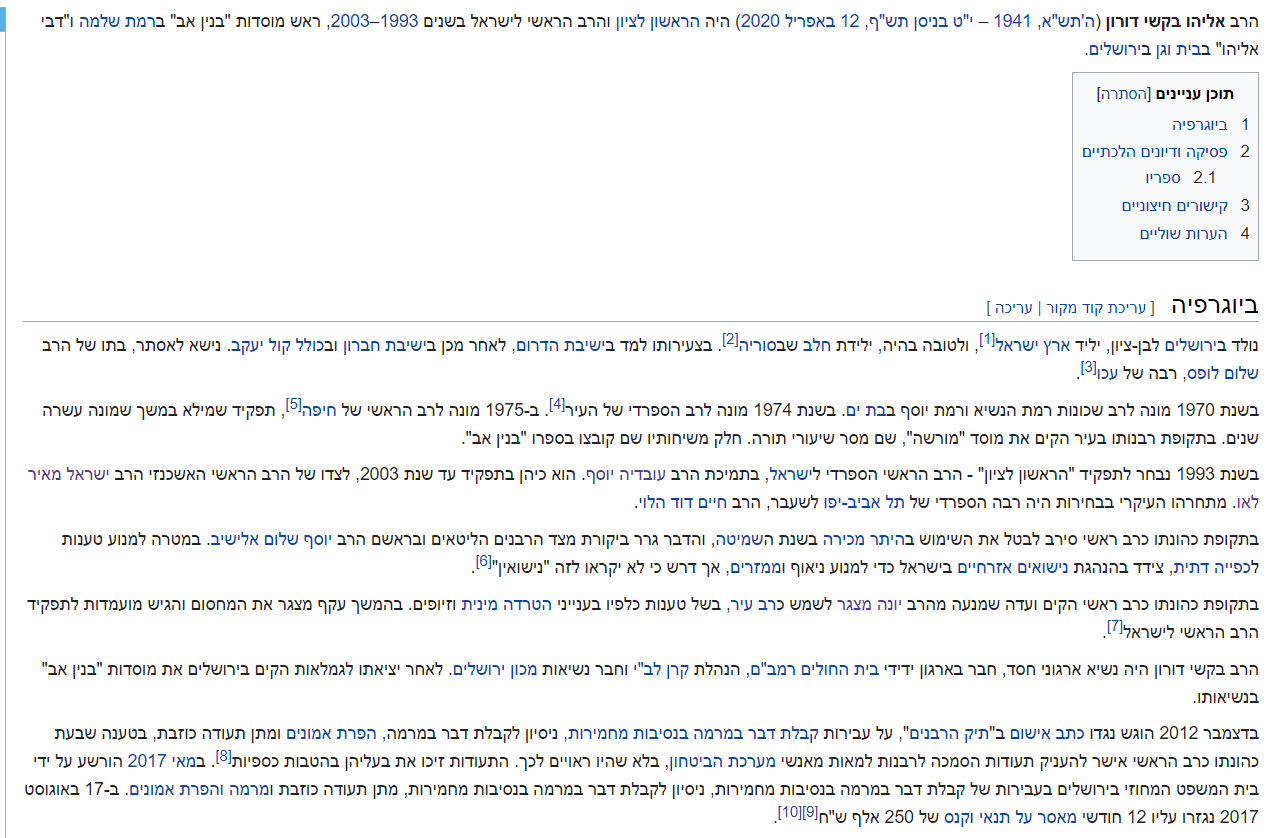 הרב אליהו בקשי דורון (ה'תש"א, 1941 – י"ט בניסן תש"ף, 12 באפריל 2020) היה הראשון לציון והרב הראשי לישראל בשנים 1993–2003, ראש מוסדות "בנין אב" ברמת שלמה ו"דבי
אליהו" בבית וגן בירושלים.
תוכן עניינים [הסתרה]
1 ביוגרפיה
2 פסיקה ודיונים הלכתיים
2.1 ספריו
3 קישורים חיצוניים
4 הערות שוליים
ביוגרפיה [ עריכת קוד מקור | עריכה ]
נולד בירושלים לבן-ציון, יליד ארץ ישראל[1], ולטובה בהיה, ילידת חלב שבסוריה[2]. בצעירותו למד בישיבת הדרום, לאחר מכן בישיבת חברון ובכולל קול יעקב. נישא לאסתר, בתו של הרב
שלום לופס, רבה של עכו[3].
בשנת 1970 מונה לרב שכונות רמת הנשיא ורמת יוסף בבת ים. בשנת 1974 מונה לרב הספרדי של העיר[4]. ב-1975 מונה לרב הראשי של חיפה[5], תפקיד שמילא במשך שמונה עשרה
שנים. בתקופת רבנותו בעיר הקים את מוסד "מורשה", שם מסר שיעורי תורה. חלק משיחותיו שם קובצו בספרו "בנין אב".
בשנת 1993 נבחר לתפקיד "הראשון לציון" - הרב הראשי הספרדי לישראל, בתמיכת הרב עובדיה יוסף. הוא כיהן בתפקיד עד שנת 2003, לצדו של הרב הראשי האשכנזי הרב ישראל מאיר
לאו. מתחרהו העיקרי בבחירות היה רבה הספרדי של תל אביב-יפו לשעבר, הרב חיים דוד הלוי.
בתקופת כהונתו כרב ראשי סירב לבטל את השימוש בהיתר מכירה בשנת השמיטה, והדבר גרר ביקורת מצד הרבנים הליטאים ובראשם הרב יוסף שלום אלישיב. במטרה למנוע טענות
לכפייה דתית, צידד בהנהגת נישואים אזרחיים בישראל כדי למנוע ניאוף וממזרים, אך דרש כי לא יקראו לזה "נישואין"[6].
בתקופת כהונתו כרב ראשי הקים ועדה שמנעה מהרב יונה מצגר לשמש כרב עיר, בשל טענות כלפיו בענייני הטרדה מינית וזיופים. בהמשך עקף מצגר את המחסום והגיש מועמדות לתפקיד
הרב הראשי לישראל[7].
הרב בקשי דורון היה נשיא ארגוני חסד, חבר בארגון ידידי בית החולים רמב"ם, הנהלת קרן לב"י וחבר נשיאות מכון ירושלים. לאחר יציאתו לגמלאות הקים בירושלים את מוסדות "בנין אב"
בנשיאותו.
בדצמבר 2012 הוגש נגדו כתב אישום ב"תיק הרבנים", על עבירות קבלת דבר במרמה בנסיבות מחמירות, ניסיון לקבלת דבר במרמה, הפרת אמונים ומתן תעודה כוזבת, בטענה שבעת
כהונתו כרב הראשי אישר להעניק תעודות הסמכה לרבנות למאות מאנשי מערכת הביטחון, בלא שהיו ראויים לכך. התעודות זיכו את בעליהן בהטבות כספיות[8]. במאי 2017 הורשע על ידי
בית המשפט המחוזי בירושלים בעבירות של קבלת דבר במרמה בנסיבות מחמירות, ניסיון לקבלת דבר במרמה בנסיבות מחמירות, מתן תעודה כוזבת ומרמה והפרת אמונים. ב-17 באוגוסט
2017 נגזרו עליו 12 חודשי מאסר על תנאי וקנס של 250 אלף ש"ח[9][10].